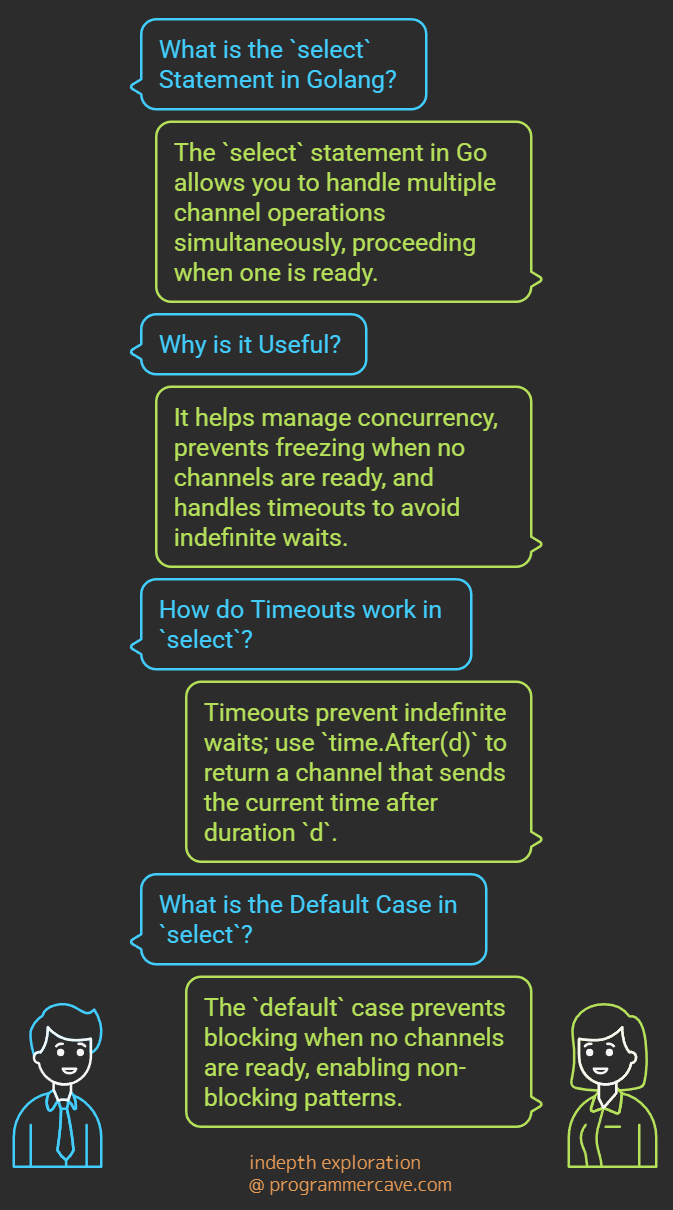 What is the `select`
Statement in Golang?
The `select` statement in Go
allows you to handle multiple
channel operations
simultaneously, proceeding
when one is ready.
Why is it Useful?
It helps manage concurrency,
prevents freezing when no
channels are ready, and
handles timeouts to avoid
indefinite waits.
How do Timeouts work in
`select`?
Timeouts prevent indefinite
waits; use `time.After(d)` to
return a channel that sends
the current time after
duration `d`.
What is the Default Case in
`select`?
The `default` case prevents
blocking when no channels
are ready, enabling non-
blocking patterns.
indepth exploration
@ programmercave.com